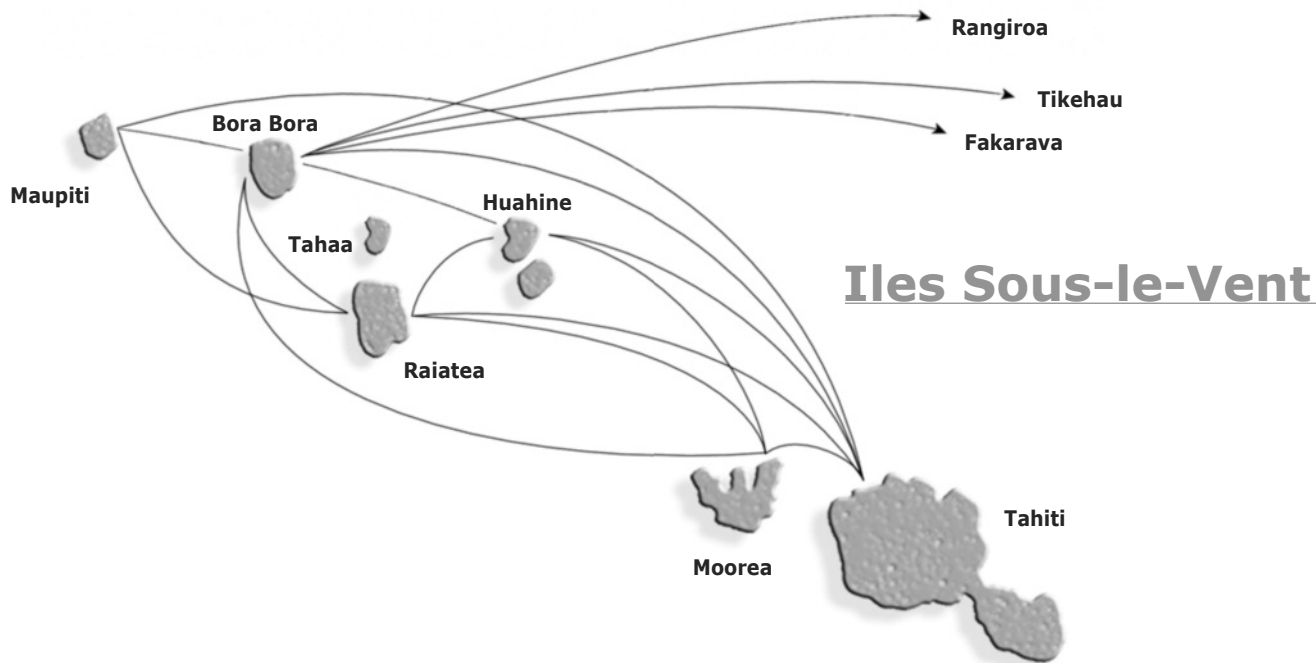 Rangiroa
Tikehau
Bora Bora
Fakarava
Maupiti
Huahine
Tahaa
Iles Sous-le-Vent
Raiatea
Tahiti
Moorea